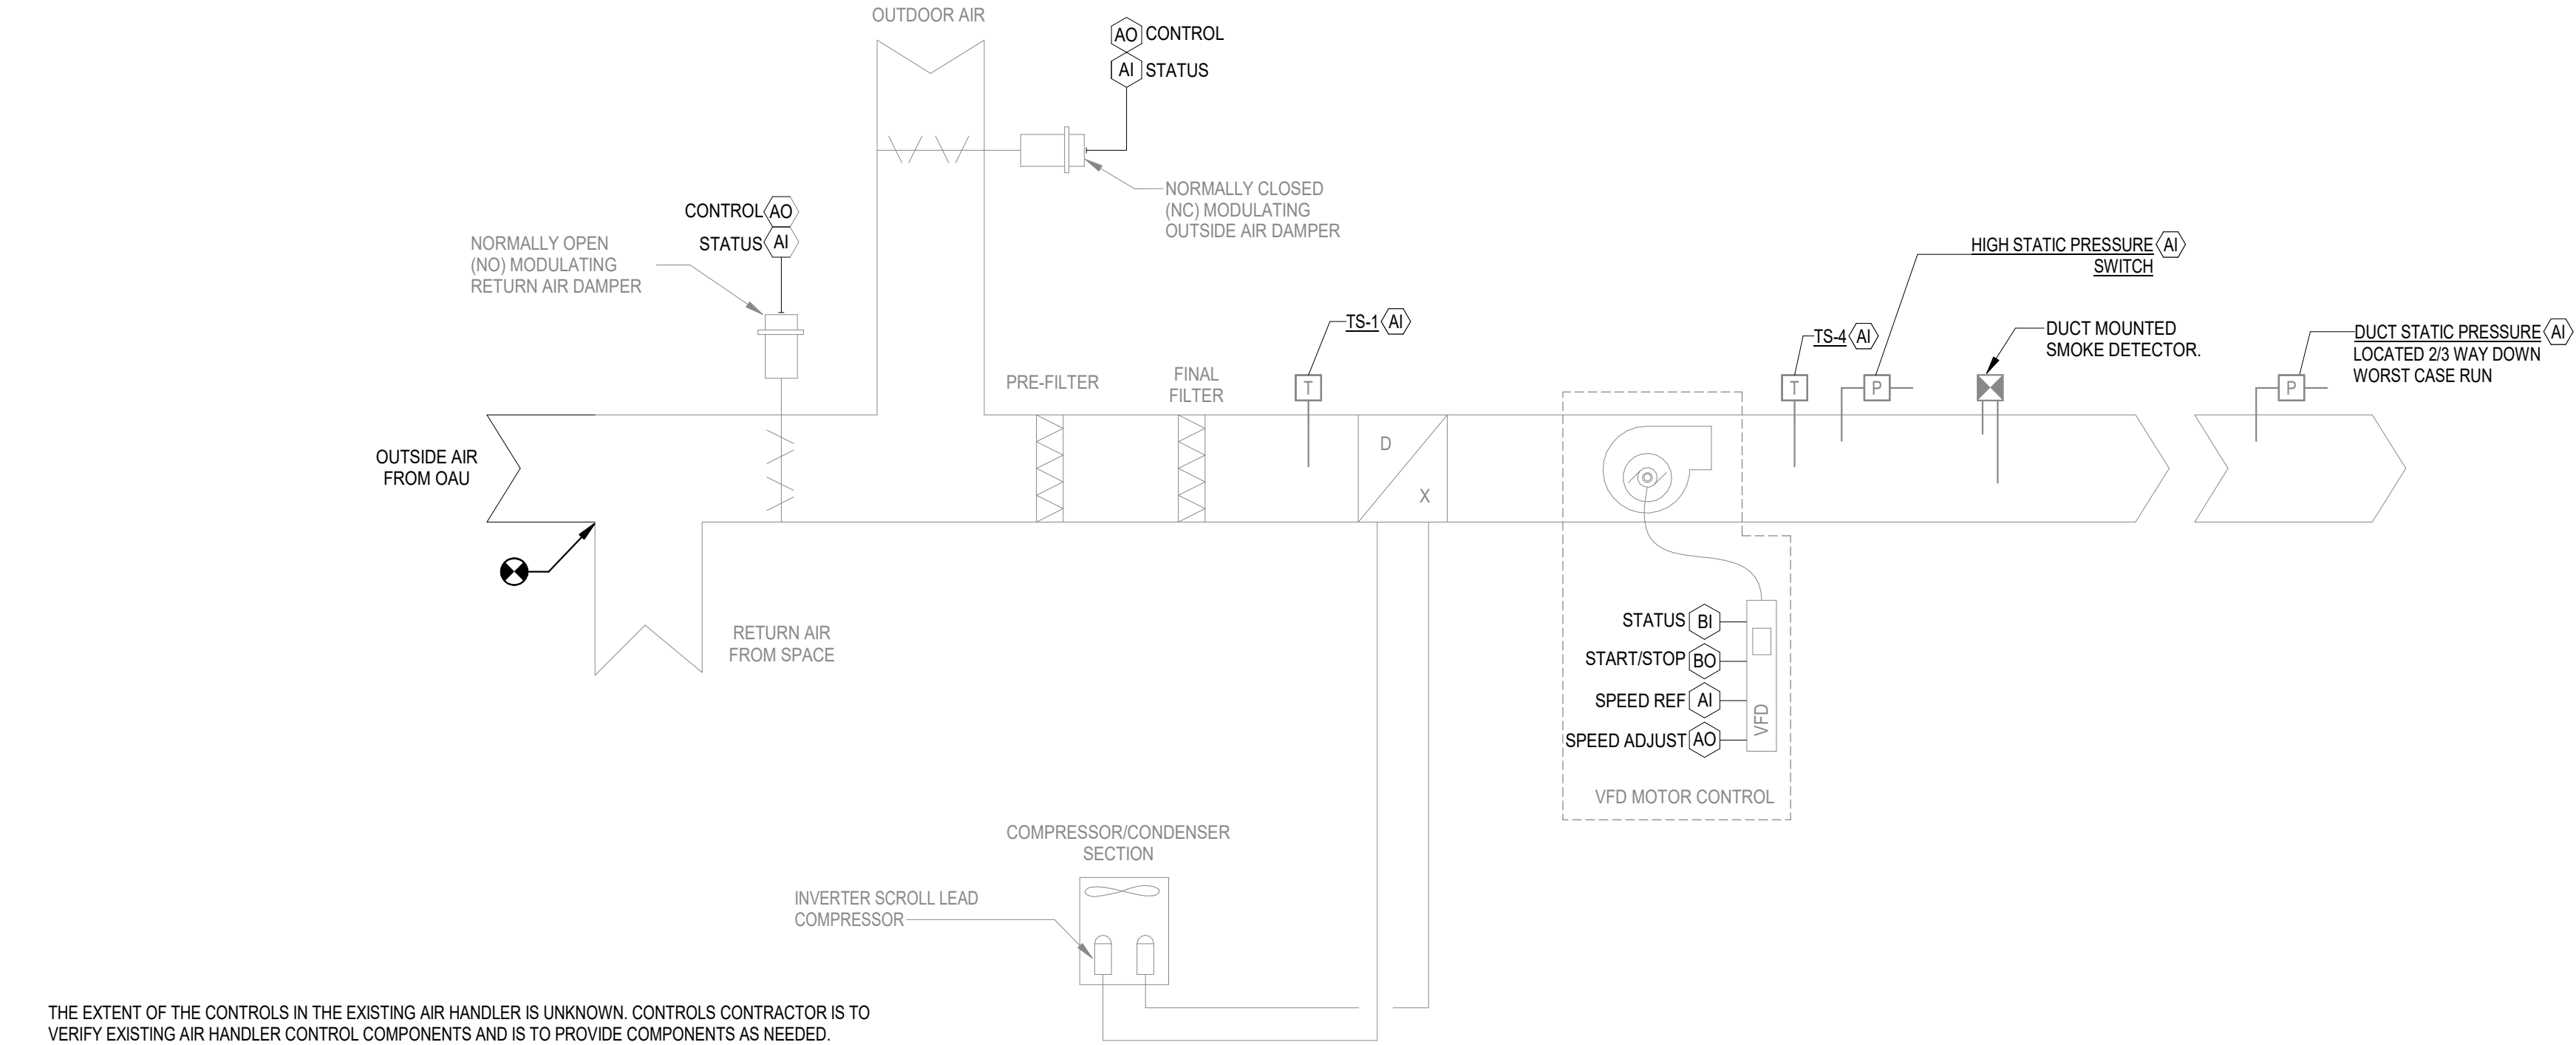 OUTDOOR AIR
AO CONTROL
AI STATUS
NORMALLY CLOSED
(NC) MODULATING
OUTSIDE AIR DAMPER
CONTROL AO
STATUS AI
NORMALLY OPEN
(NO) MODULATING
RETURN AIR DAMPER
HIGH STATIC PRESSURE AI
SWITCH
TS-1 AI
TS-4 AI
DUCT MOUNTED
SMOKE DETECTOR.
DUCT STATIC PRESSURE AI
LOCATED 2/3 WAY DOWN
WORST CASE RUN
PRE-FILTER
FINAL
FILTER
T
T
P
P
OUTSIDE AIR
FROM OAU
D
X
RETURN AIR
FROM SPACE
STATUS BI
START/STOP BO
SPEED REF AI
SPEED ADJUST AO
VFD
VFD MOTOR CONTROL
COMPRESSOR/CONDENSER
SECTION
INVERTER SCROLL LEAD
COMPRESSOR
THE EXTENT OF THE CONTROLS IN THE EXISTING AIR HANDLER IS UNKNOWN. CONTROLS CONTRACTOR IS TO
VERIFY EXISTING AIR HANDLER CONTROL COMPONENTS AND IS TO PROVIDE COMPONENTS AS NEEDED.